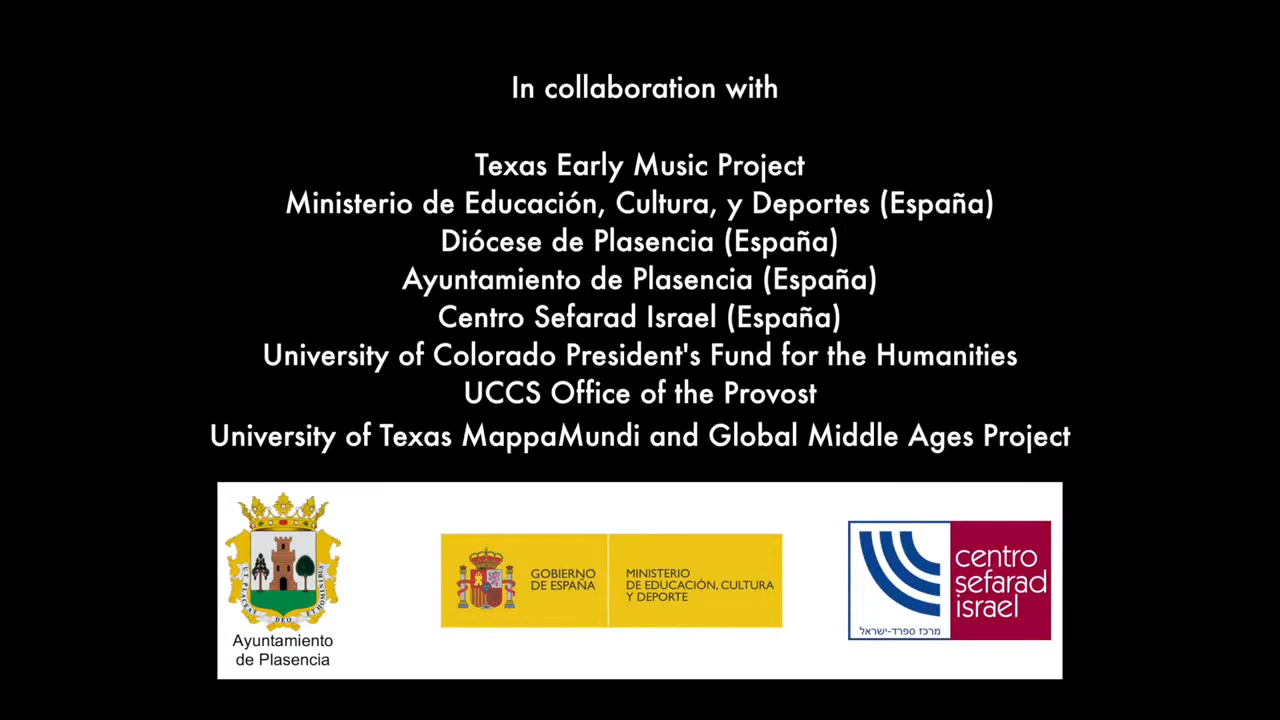 In collaboration with
Texas Early Music Project
Ministerio de Educación, Cultura, y Deportes (España)
Diócese de Plasencia (España)
Ayuntamiento de Plasencia (España)
Centro Sefarad Israel (España)
University of Colorado President's Fund for the Humanities
UCCS Office of the Provost
University of Texas MappaMundi and Global Middle Ages Project
Ayuntamiento
de Plasencia
GOBIERNO
DE ESPAÑA
MINISTERIO
DE EDUCACIÓN, CULTURA
Y DEPORTE
centro
sefarad
israel
מרכז ספרד-ישראל